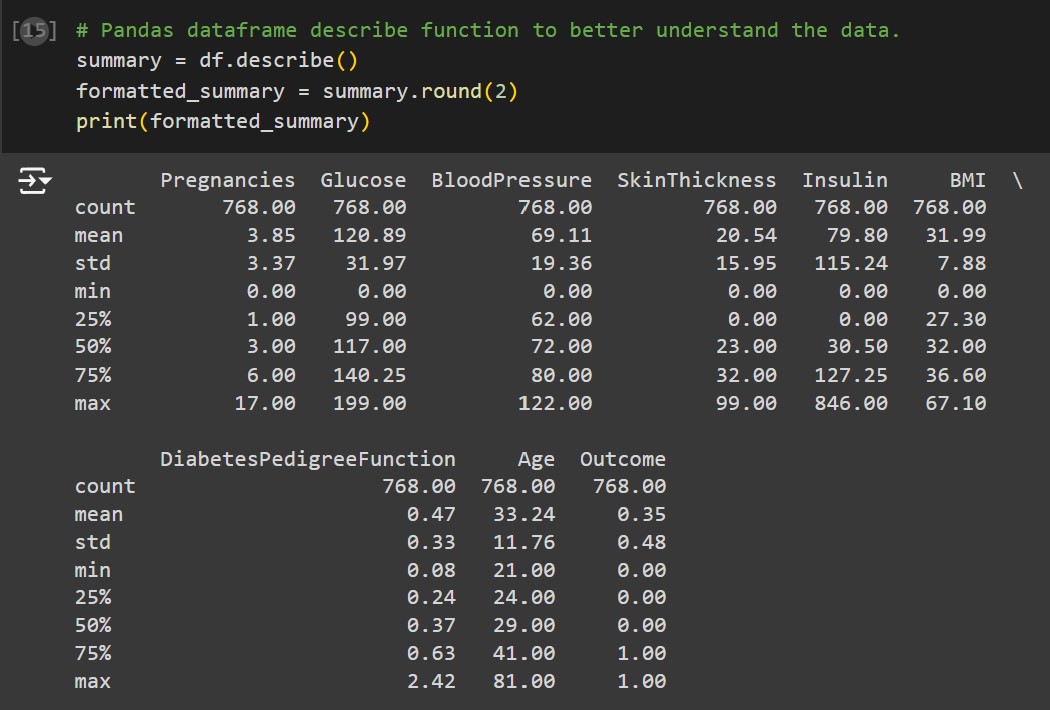 [15] # Pandas dataframe describe function to better understand the data.
summary = df.describe()
formatted_summary = summary.round(2)
print(formatted_summary)
Pregnancies Glucose BloodPressure SkinThickness Insulin BMI \
count 768.00 768.00 768.00 768.00 768.00 768.00
mean 3.85 120.89 69.11 20.54 79.80 31.99
std 3.37 31.97 19.36 15.95 115.24 7.88
min 0.00 0.00 0.00 0.00 0.00 0.00
25% 1.00 99.00 62.00 0.00 0.00 27.30
50% 3.00 117.00 72.00 23.00 30.50 32.00
75% 6.00 140.25 80.00 32.00 127.25 36.60
max 17.00 199.00 122.00 99.00 846.00 67.10
DiabetesPedigreeFunction Age Outcome
count 768.00 768.00 768.00
mean 0.47 33.24 0.35
std 0.33 11.76 0.48
min 0.08 21.00 0.00
25% 0.24 24.00 0.00
50% 0.37 29.00 0.00
75% 0.63 41.00 1.00
max 2.42 81.00 1.00